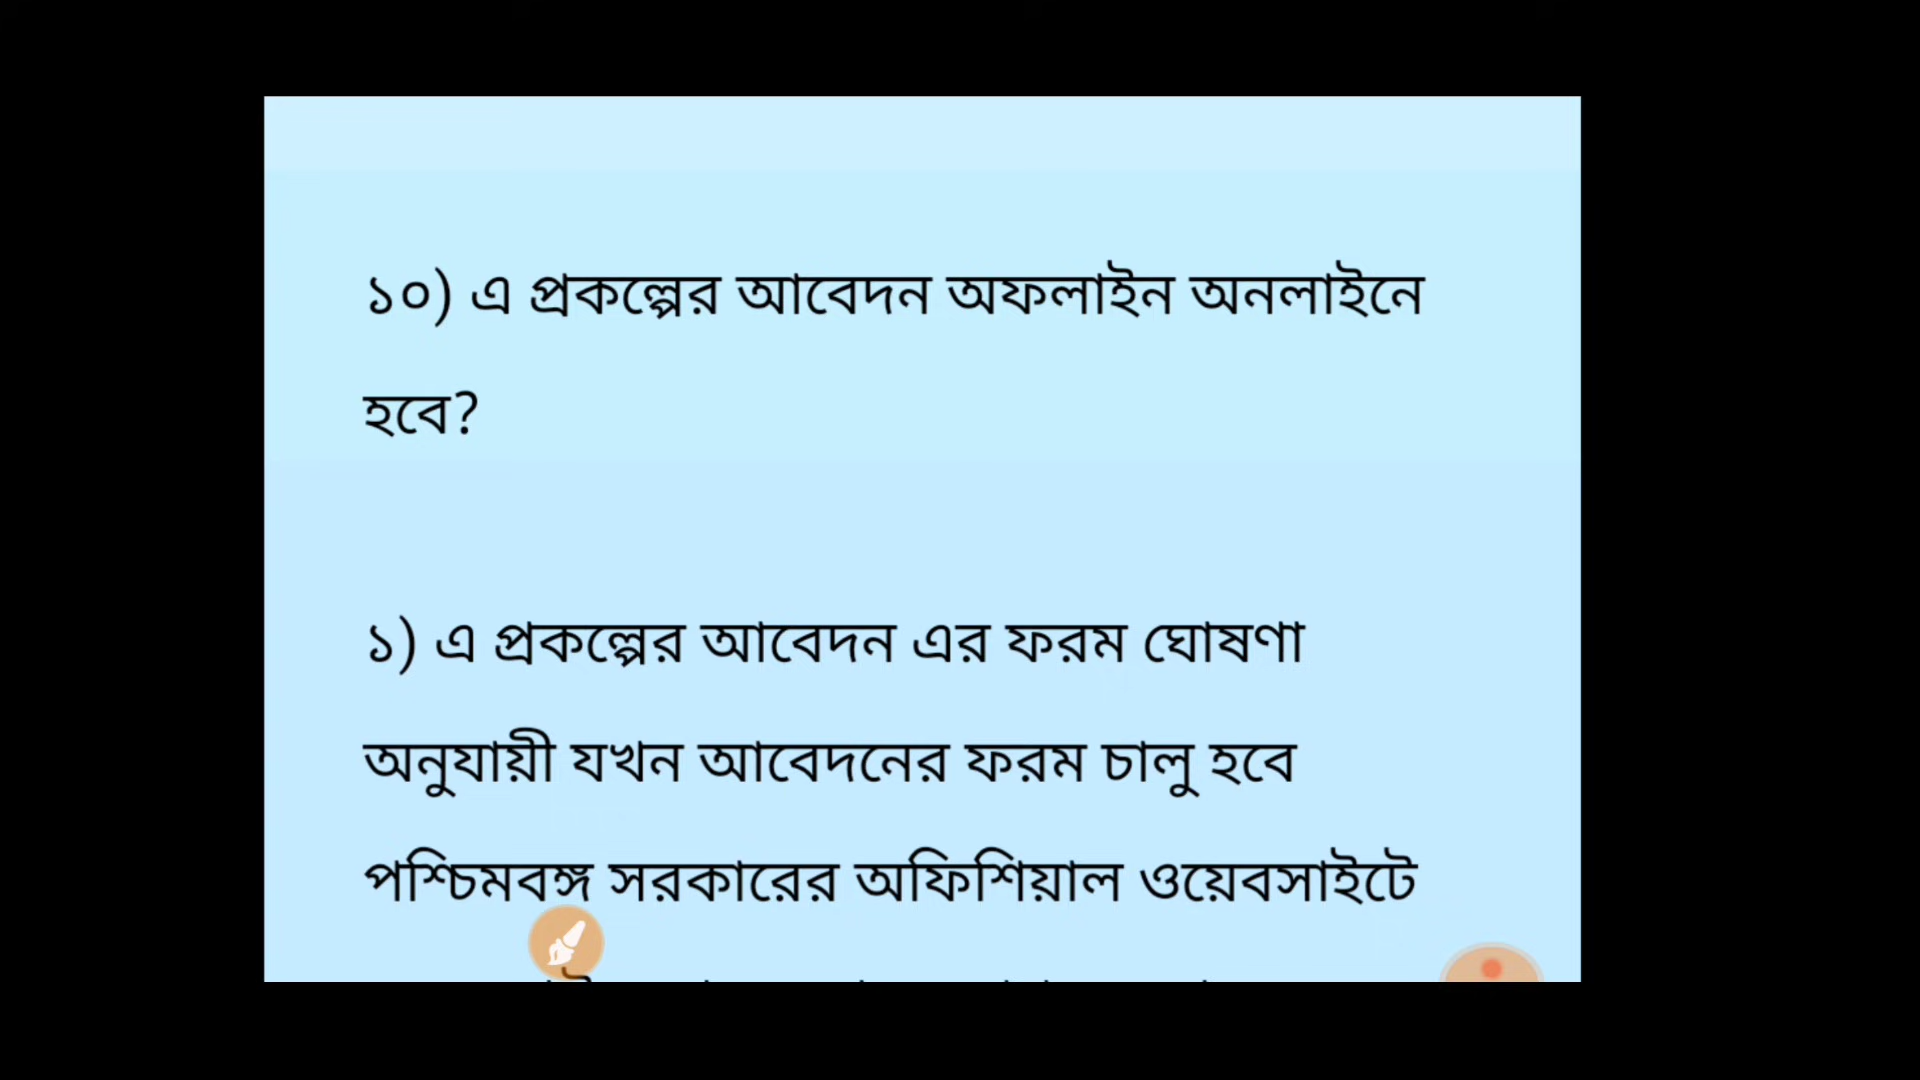 ১০) এ প্রকল্পের আবেদন অফলাইন অনলাইনে
হবে?
১) এ প্রকল্পের আবেদন এর ফরম ঘোষণা
অনুযায়ী যখন আবেদনের ফরম চালু হবে
পশ্চিমবঙ্গ সরকারের অফিশিয়াল ওয়েবসাইটে